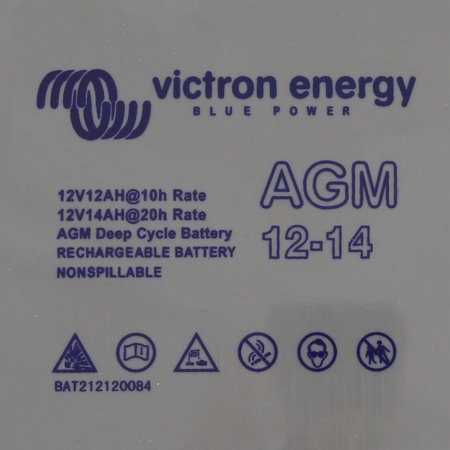 victron energy
BLUE POWER
AGM
12-14
12V12AH@10h Rate
12V14AH@20h Rate
AGM Deep Cycle Battery
RECHARGEABLE BATTERY
NONSPILLABLE
BAT212120084